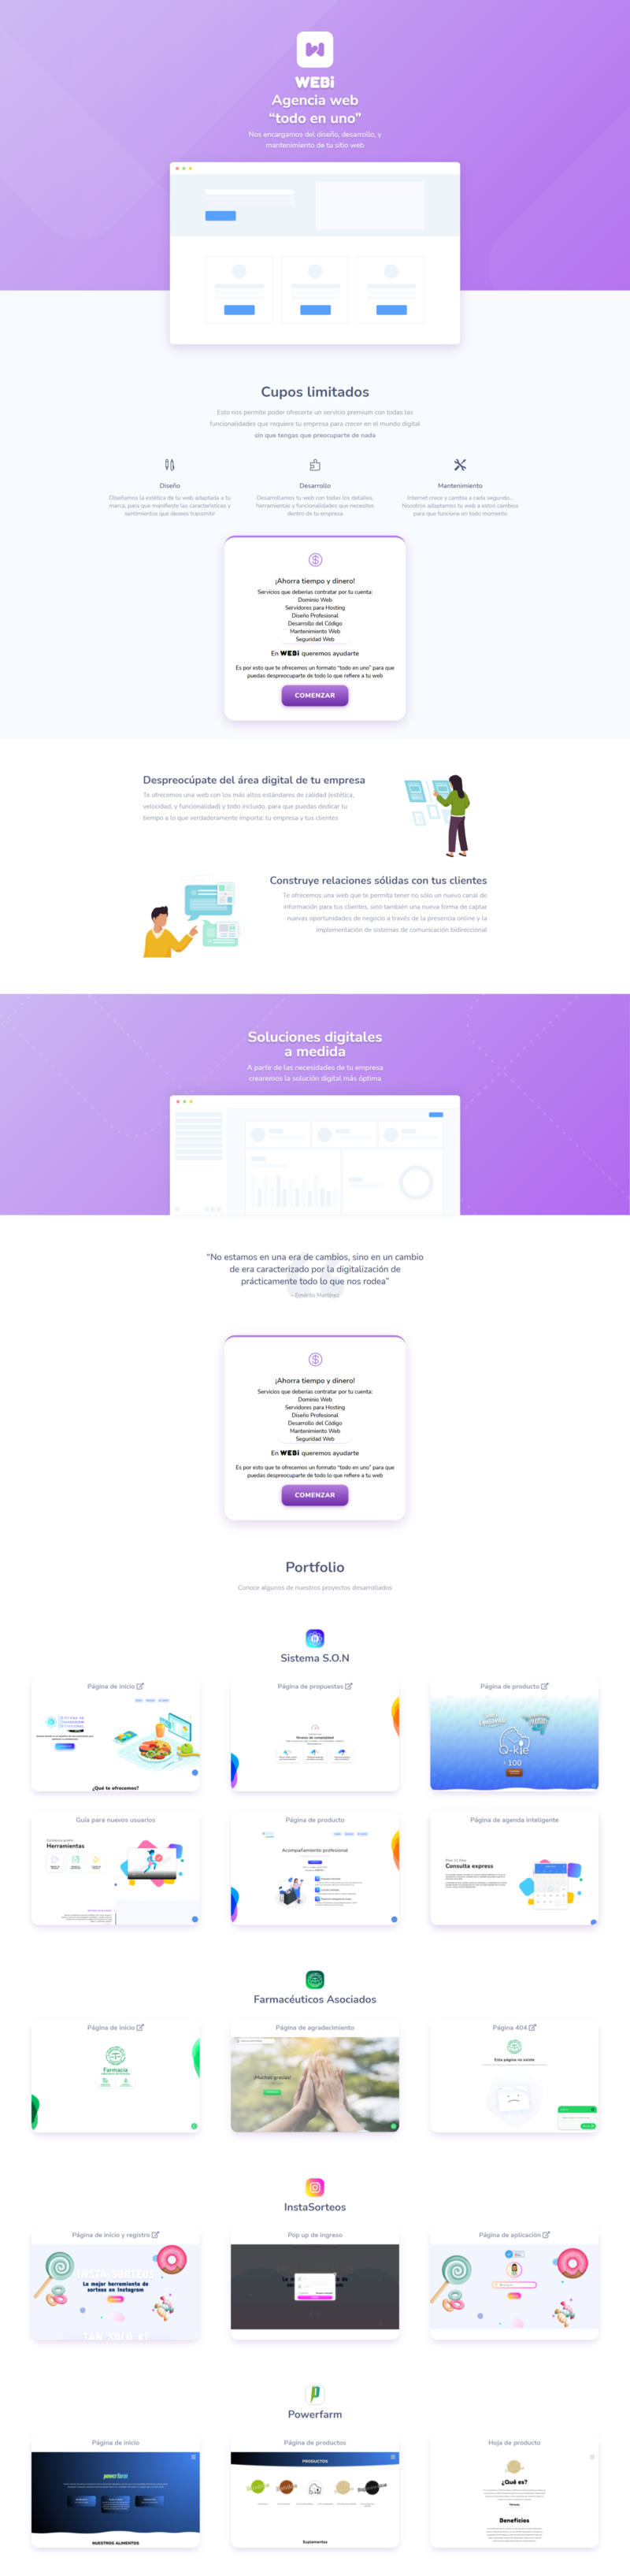 WEBi
Agencia web
“todo en uno”
Nos encargamos del diseño, desarrollo, y
mantenimiento de tu sitio web
Cupos limitados
Esto nos permite poder ofrecerte un servicio premium con todas las
funcionalidades que requiere tu empresa para crecer en el mundo digital
sin que tengas que preocuparte de nada
Diseño
Diseñamos la estética de tu web adaptada a tu
marca, para que manifieste las características y
sentimientos que desees transmitir
Desarrollo
Desarrollamos tu web con todas los detalles,
herramientas y funcionalidades que necesites
dentro de tu empresa
Mantenimiento
Internet crece y cambia a cada segundo...
Nosotros adaptamos tu web a estos cambios
para que funcione en todo momento
¡Ahorra tiempo y dinero!
Servicios que deberías contratar por tu cuenta:
Dominio Web
Servidores para Hosting
Diseño Profesional
Desarrollo del Código
Mantenimiento Web
Seguridad Web
En WEBi queremos ayudarte
Es por esto que te ofrecemos un formato “todo en uno” para que
puedas despreocuparte de todo lo que refiere a tu web
COMENZAR
Despreocúpate del área digital de tu empresa
Te ofrecemos una web con los más altos estándares de calidad (estética,
velocidad, y funcionalidad) y todo incluido, para que puedas dedicar tu
tiempo a lo que verdaderamente importa: tu empresa y tus clientes
Construye relaciones sólidas con tus clientes
Te ofrecemos una web que te permita tener no sólo un nuevo canal de
información para tus clientes, sino también una nueva forma de captar
nuevas oportunidades de negocio a través de la presencia online y la
implementación de sistemas de comunicación bidireccional
Soluciones digitales
a medida
A partir de las necesidades de tu empresa
crearemos la solución digital más óptima
“No estamos en una era de cambios, sino en un cambio
de era caracterizado por la digitalización de
prácticamente todo lo que nos rodea”
- Emérito Martínez
¡Ahorra tiempo y dinero!
Servicios que deberías contratar por tu cuenta:
Dominio Web
Servidores para Hosting
Diseño Profesional
Desarrollo del Código
Mantenimiento Web
Seguridad Web
En WEBi queremos ayudarte
Es por esto que te ofrecemos un formato “todo en uno” para que
puedas despreocuparte de todo lo que refiere a tu web
COMENZAR
Portfolio
Conoce algunos de nuestros proyectos desarrollados
Sistema S.O.N
Página de inicio
¿Qué te ofrecemos?
Página de propuestas
Página de producto
Q-kie
100
Guía para nuevos usuarios
Herramientas
Página de producto
Acompañamiento profesional
Página de agenda inteligente
Consulta express
Farmacéuticos Asociados
Página de inicio
Farmacia
Página de agradecimiento
¡Muchas gracias!
Página 404
Esta página no existe
InstaSorteos
Página de inicio y registro
INSTA SORTEOS
La mejor herramienta de
sorteos en Instagram
TAN SOLO $1
Pop up de ingreso
Página de aplicación
Powerfarm
Página de inicio
powerfarm
NUESTROS ALIMENTOS
Página de productos
PRODUCTOS
Suplementos
Hoja de producto
¿Qué es?
Beneficios